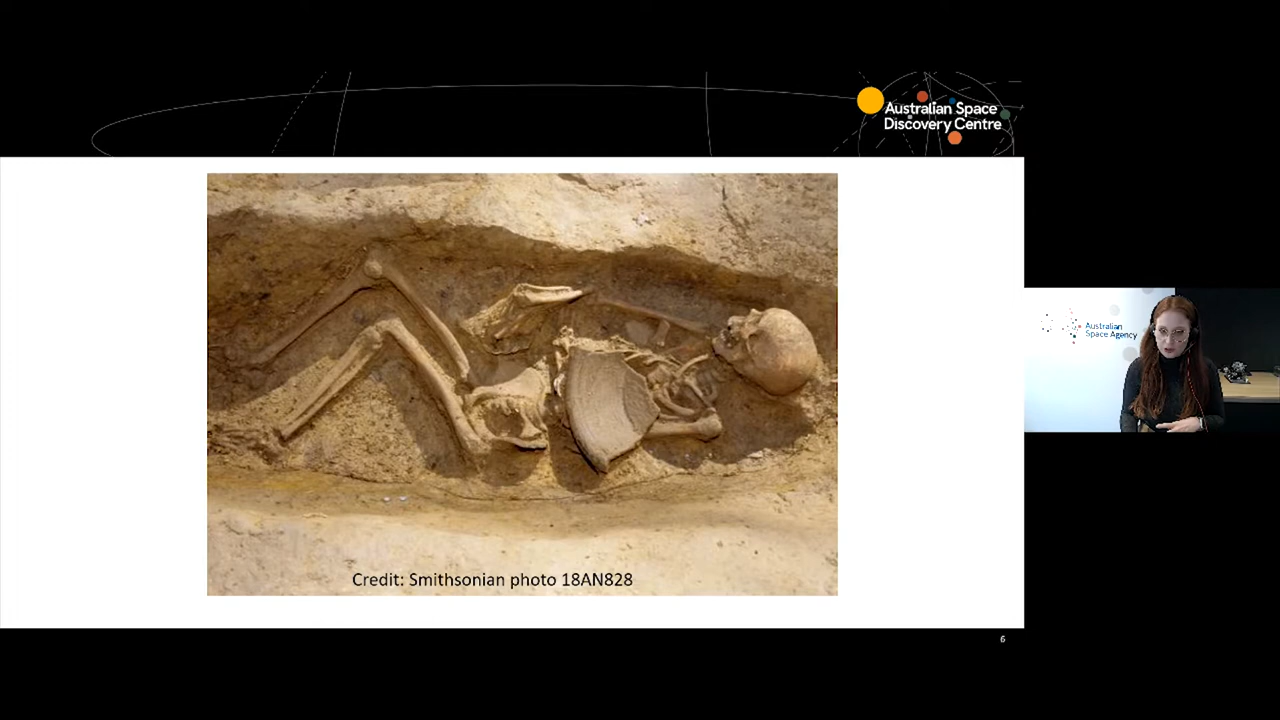 Australian Space
Discovery Centre
Australian
Space Agency
Credit: Smithsonian photo 18AN828
6